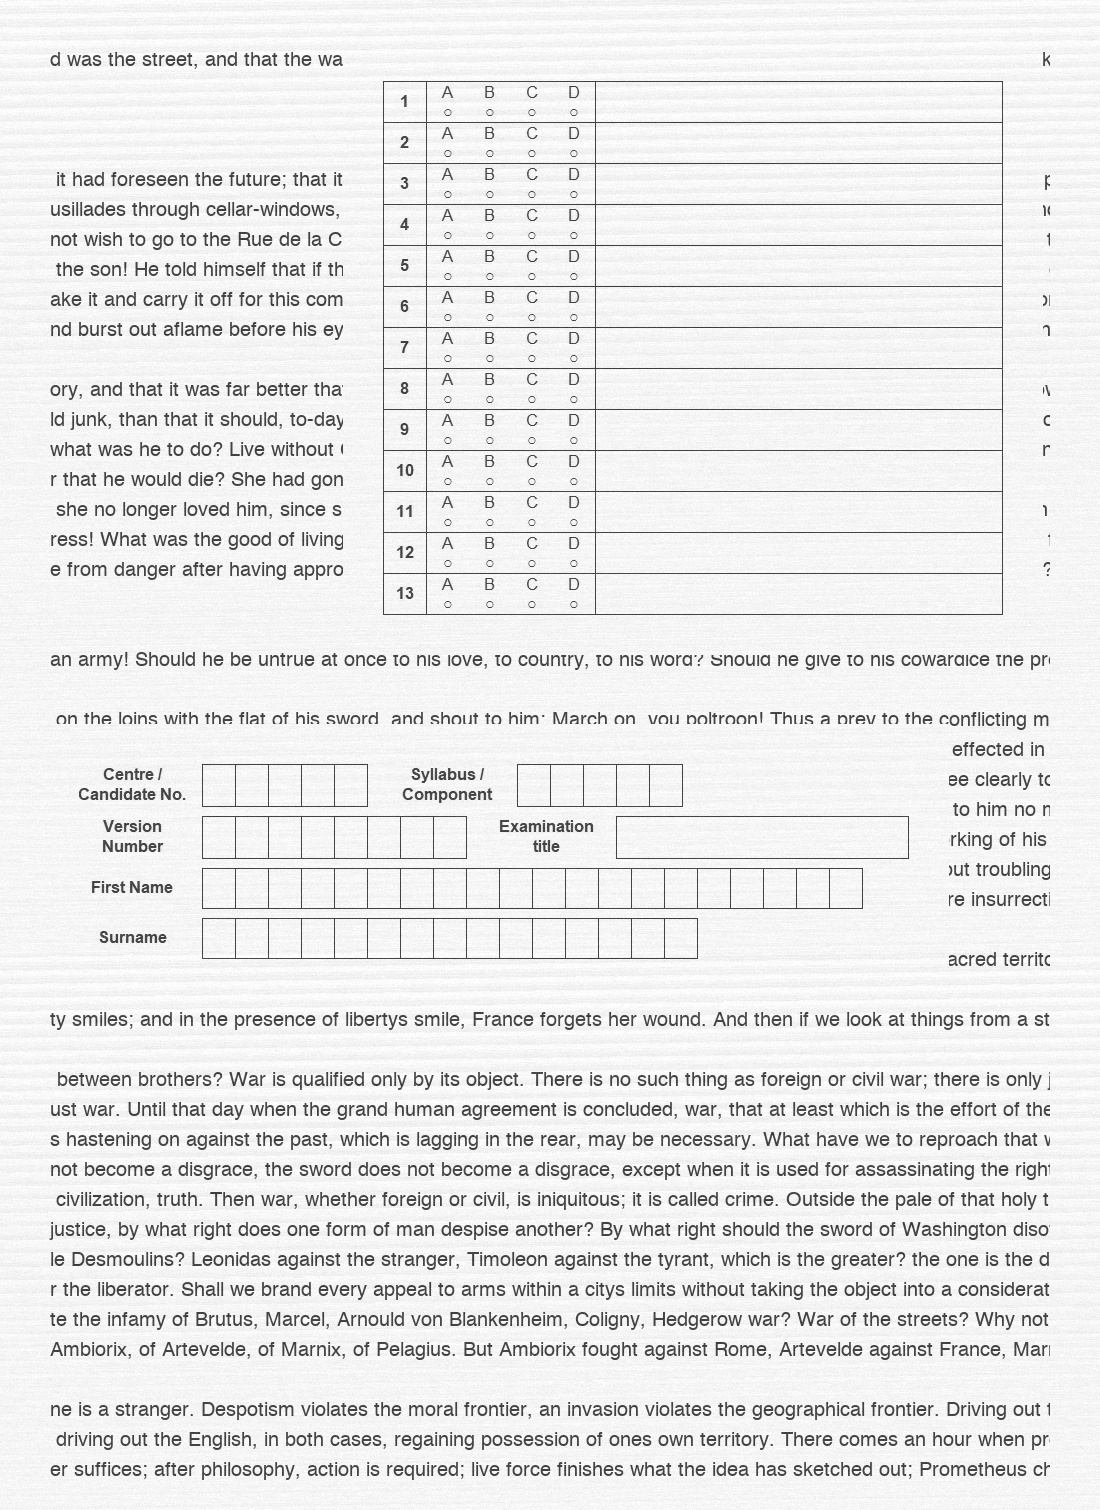 d was the street, and that the wa
1 A B C D
2 A B C D
3 A B C D
4 A B C D
5 A B C D
6 A B C D
7 A B C D
8 A B C D
9 A B C D
10 A B C D
11 A B C D
12 A B C D
13 A B C D
it had foreseen the future; that it
usillades through cellar-windows,
not wish to go to the Rue de la C
the son! He told himself that if th
ake it and carry it off for this com
nd burst out aflame before his ey
ory, and that it was far better tha
ld junk, than that it should, to-day
what was he to do? Live without
r that he would die? She had gon
she no longer loved him, since s
ress! What was the good of living
e from danger after having appro
?
an army! Should he be untrue at once to his love, to country, to his word? Should he give to his cowardice the pr
on the loins with the flat of his sword, and shout to him: March on, you poltroon! Thus a prey to the conflicting m
effected in
ee clearly to
to him no
rking of his
out troubling
re insurrecti
acred territo
Centre / Candidate No.
Syllabus / Component
Version Number
Examination title
First Name
Surname
ty smiles; and in the presence of libertys smile, France forgets her wound. And then if we look at things from a st
between brothers? War is qualified only by its object. There is no such thing as foreign or civil war; there is only j
ust war. Until that day when the grand human agreement is concluded, war, that at least which is the effort of the
s hastening on against the past, which is lagging in the rear, may be necessary. What have we to reproach that w
not become a disgrace, the sword does not become a disgrace, except when it is used for assassinating the right
civilization, truth. Then war, whether foreign or civil, is iniquitous; it is called crime. Outside the pale of that holy t
justice, by what right does one form of man despise another? By what right should the sword of Washington diso
le Desmoulins? Leonidas against the stranger, Timoleon against the tyrant, which is the greater? the one is the d
r the liberator. Shall we brand every appeal to arms within a citys limits without taking the object into a considerat
te the infamy of Brutus, Marcel, Arnould von Blankenheim, Coligny, Hedgerow war? War of the streets? Why not
Ambiorix, of Artevelde, of Marnix, of Pelagius. But Ambiorix fought against Rome, Artevelde against France, Mar
ne is a stranger. Despotism violates the moral frontier, an invasion violates the geographical frontier. Driving out t
driving out the English, in both cases, regaining possession of ones own territory. There comes an hour when pr
er suffices; after philosophy, action is required; live force finishes what the idea has sketched out; Prometheus ch